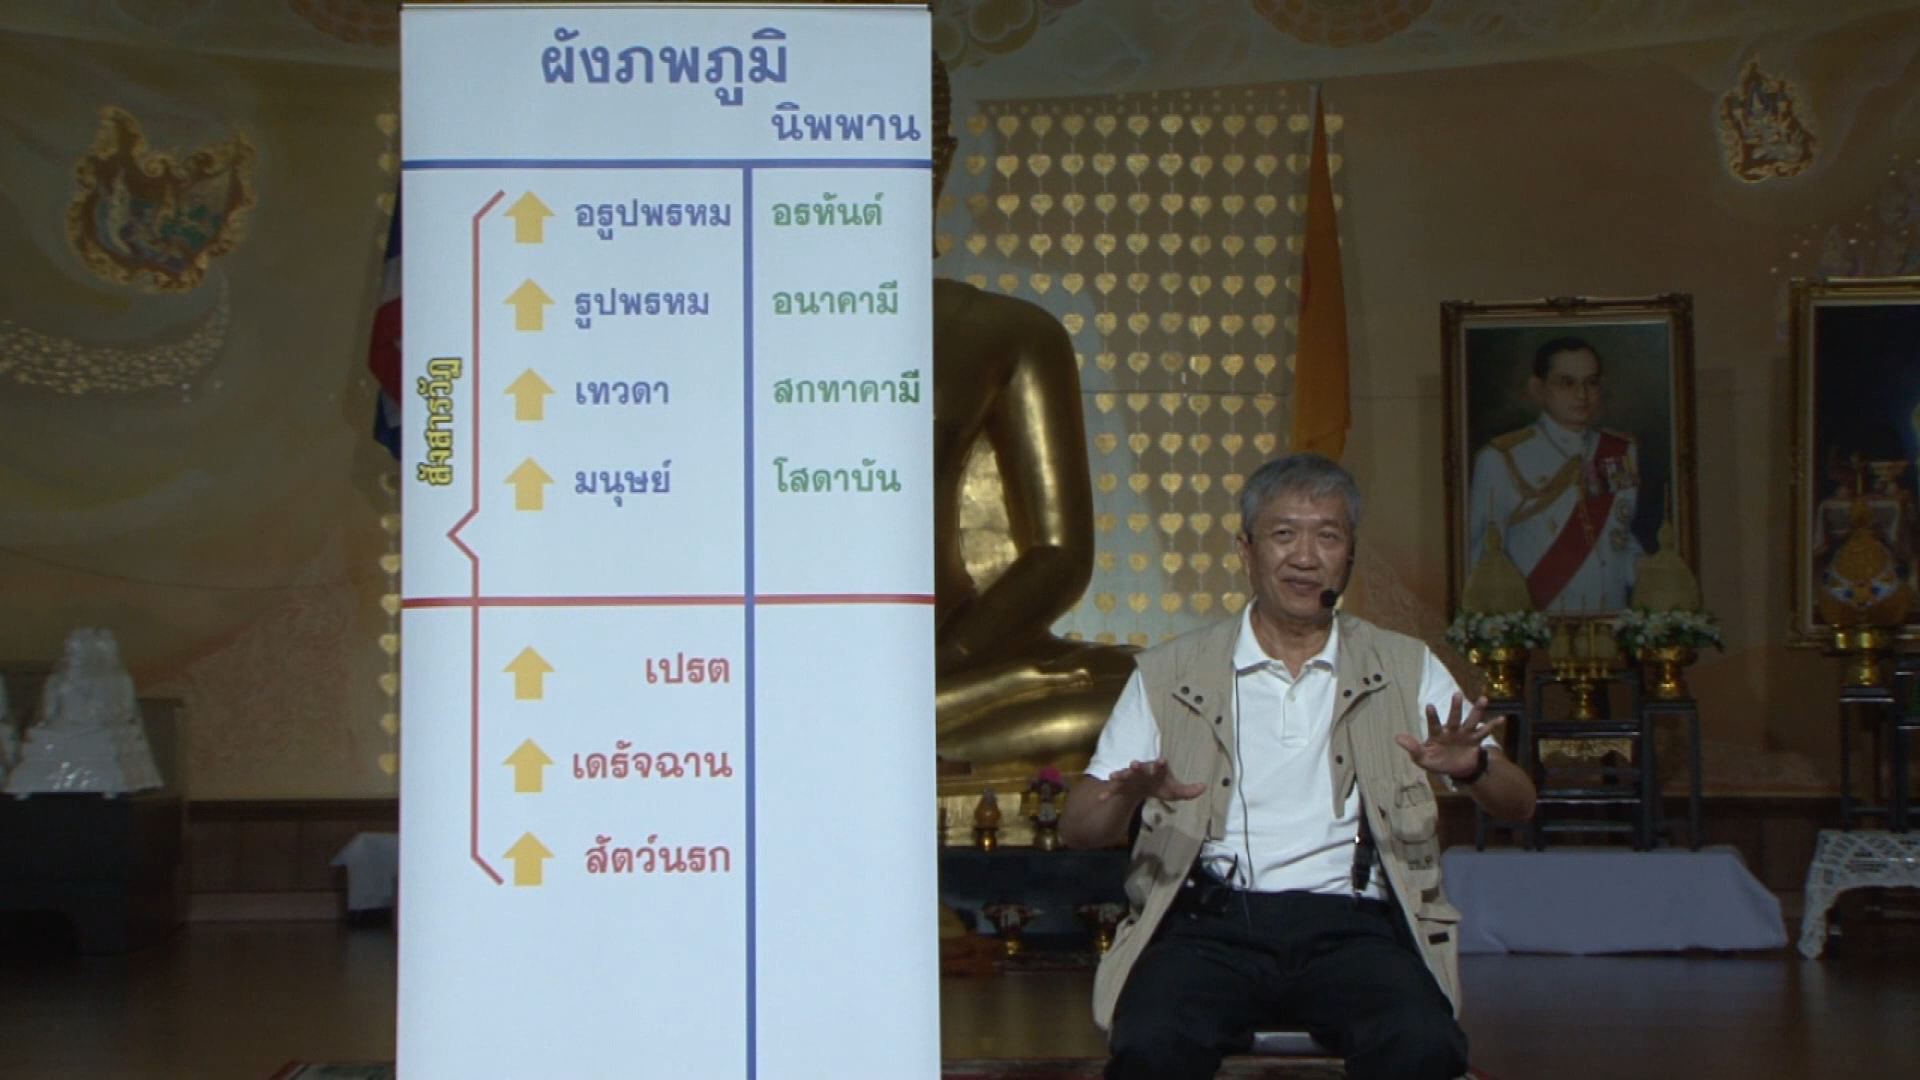 ผังภพภูมิ
นิพพาน
อรูปพรหม อรหันต์
รูปพรหม อนาคามี
เทวดา สกทาคามี
มนุษย์ โสดาบัน
สังสารวัฏ
เปรต
เดรัจฉาน
สัตว์นรก